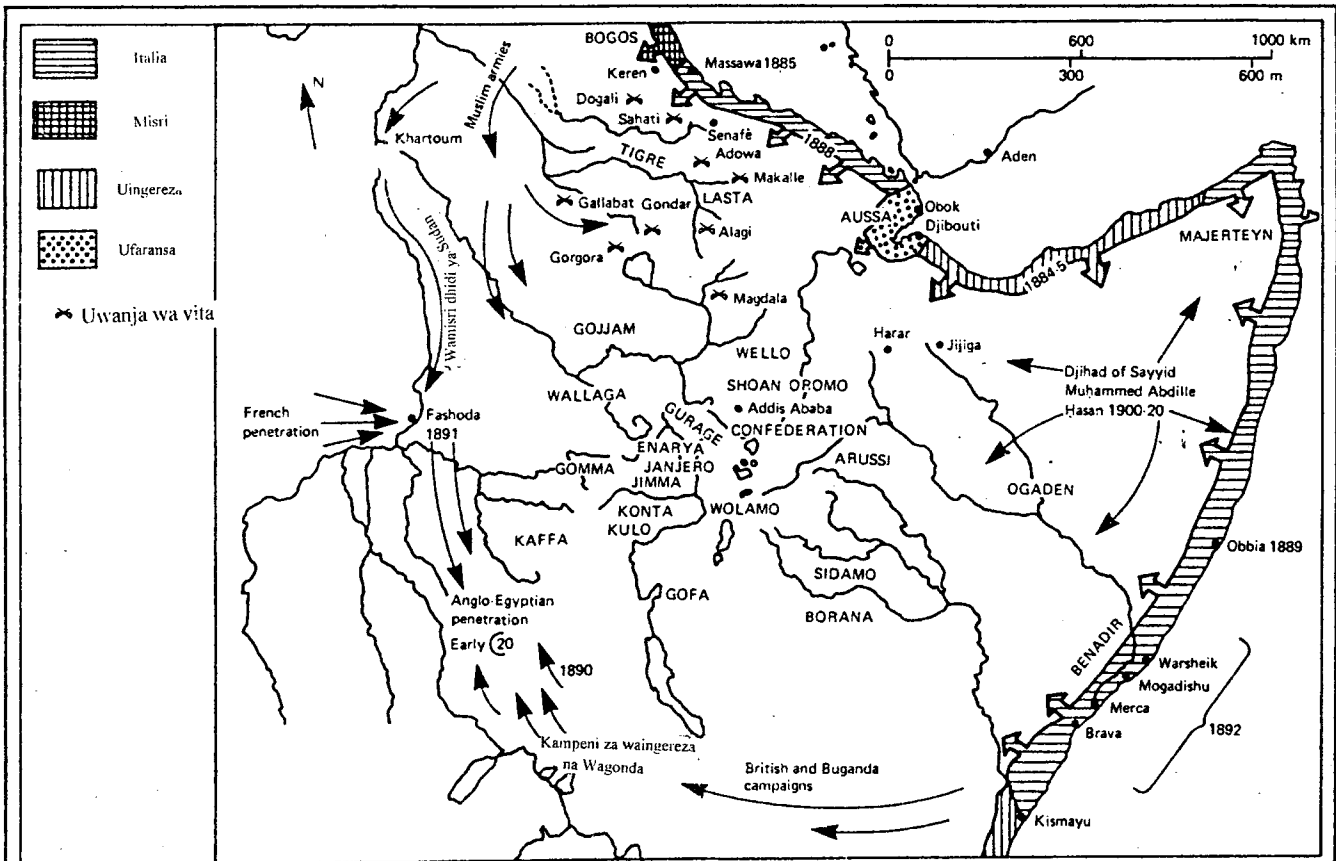 Italia
Misri
Uingereza
Ufaransa
Uwanja wa vita
N
0 600 1000 km
0 300 600 m
BOGOS
Keren
Massawa 1885
Dogali
Sahati
Senafè
Adowa
Makalle
TIGRE
LASTA
1888
Muslim armies
Khartoum
Gallabat
Gondar
Alagi
Gorgora
Magdala
AUSSA
Obok
Djibouti
Aden
1884-5
MAJERTEYN
Wamisri dhidi ya Sudan
GOJJAM
WELLO
Harar
Jijiga
Djihad of Sayyid
Muhammed Abdille
Hasan 1900-20
WALLAGA
SHOAN OROMO
Addis Ababa
CONFEDERATION
GURAGE
French
penetration
Fashoda
1891
ENARYA
JANJERO
JIMMA
GOMMA
ARUSSI
OGADEN
KONTA
KULO
WOLAMO
KAFFA
Obbia 1889
SIDAMO
GOFA
BORANA
Anglo-Egyptian
penetration
Early C20
1890
BENADIR
Warsheik
Mogadishu
Merca
Brava
1892
Kampeni za waingereza
na Wagonda
British and Buganda
campaigns
Kismayu